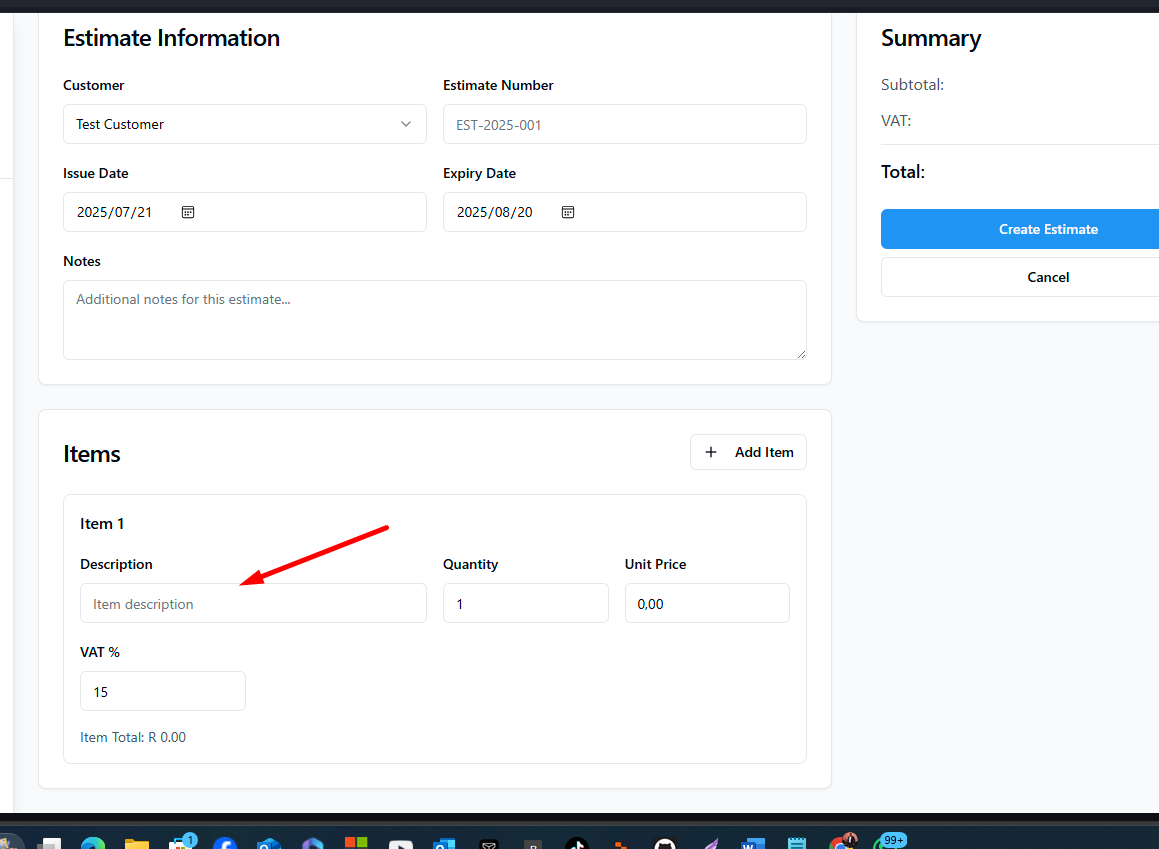 Estimate Information
Customer
Estimate Number
Test Customer
EST-2025-001
Issue Date
Expiry Date
2025/07/21
2025/08/20
Notes
Additional notes for this estimate...
Summary
Subtotal:
VAT:
Total:
Create Estimate
Cancel
Items
Add Item
Item 1
Description
Quantity
Unit Price
Item description
1
0,00
VAT %
15
Item Total: R 0.00
1
99+